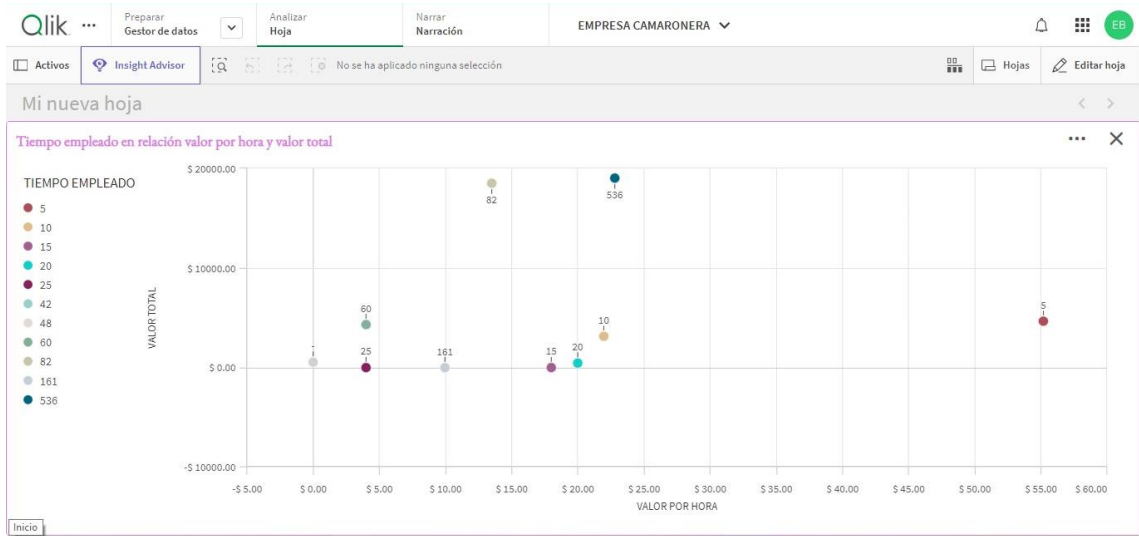 Qlik
Preparar
Gestor de datos
Analizar
Hoja
Narrar
Narración
EMPRESA CAMARONERA
EB
Activos
Insight Advisor
No se ha aplicado ninguna selección
Hojas
Editar hoja
Mi nueva hoja
Tiempo empleado en relación valor por hora y valor total
TIEMPO EMPLEADO
5
10
15
20
25
42
48
60
82
161
536
VALOR TOTAL
$ 20000.00
$ 10000.00
$ 0.00
-$ 10000.00
82
536
60
5
10
-
25
161
15
20
-$ 5.00 $ 0.00 $ 5.00 $ 10.00 $ 15.00 $ 20.00 $ 25.00 $ 30.00 $ 35.00 $ 40.00 $ 45.00 $ 50.00 $ 55.00 $ 60.00
VALOR POR HORA
Inicio